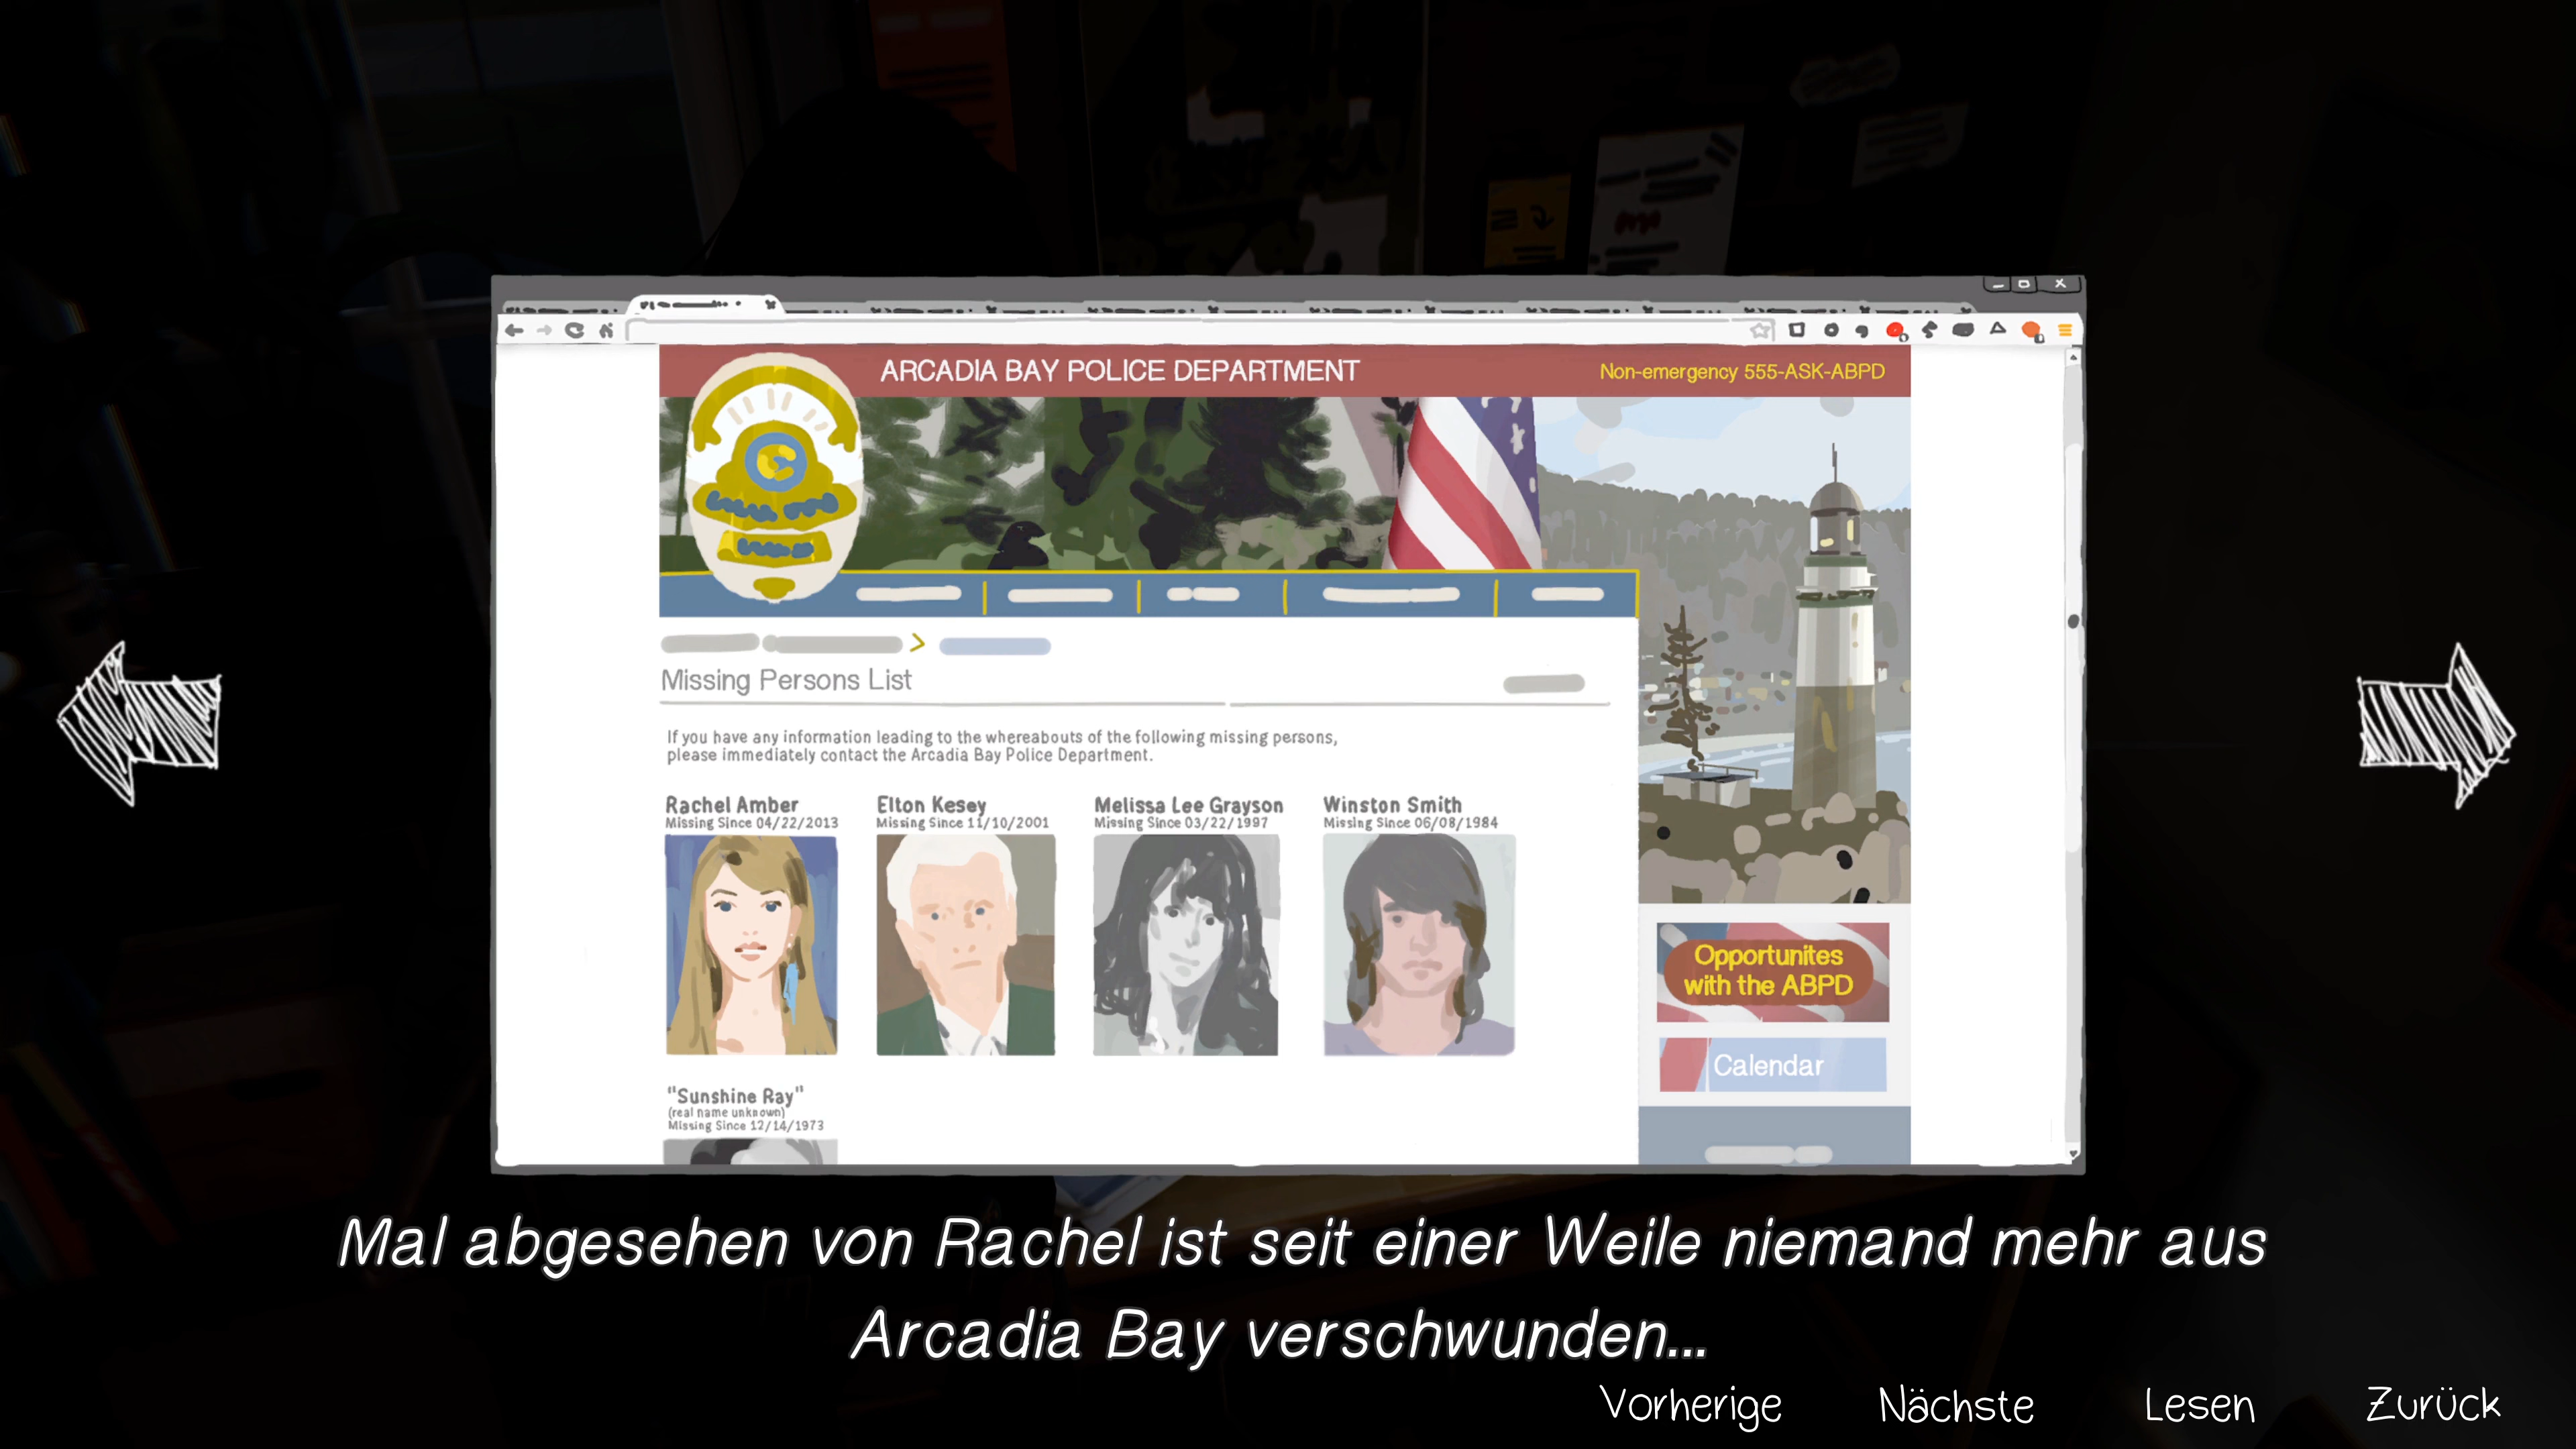 ARCADIA BAY POLICE DEPARTMENT
Non-emergency 555-ASK-ABPD
Missing Persons List
If you have any information leading to the whereabouts of the following missing persons,
please immediately contact the Arcadia Bay Police Department.
Rachel Amber
Missing Since 04/22/2013
Elton Kesey
Missing Since 11/10/2001
Melissa Lee Grayson
Missing Since 03/22/1997
Winston Smith
Missing Since 06/08/1984
"Sunshine Ray"
(real name unknown)
Missing Since 12/14/1973
Opportunites
with the ABPD
Calendar
Mal abgesehen von Rachel ist seit einer Weile niemand mehr aus
Arcadia Bay verschwunden...
Vorherige
Nächste
Lesen
Zurück